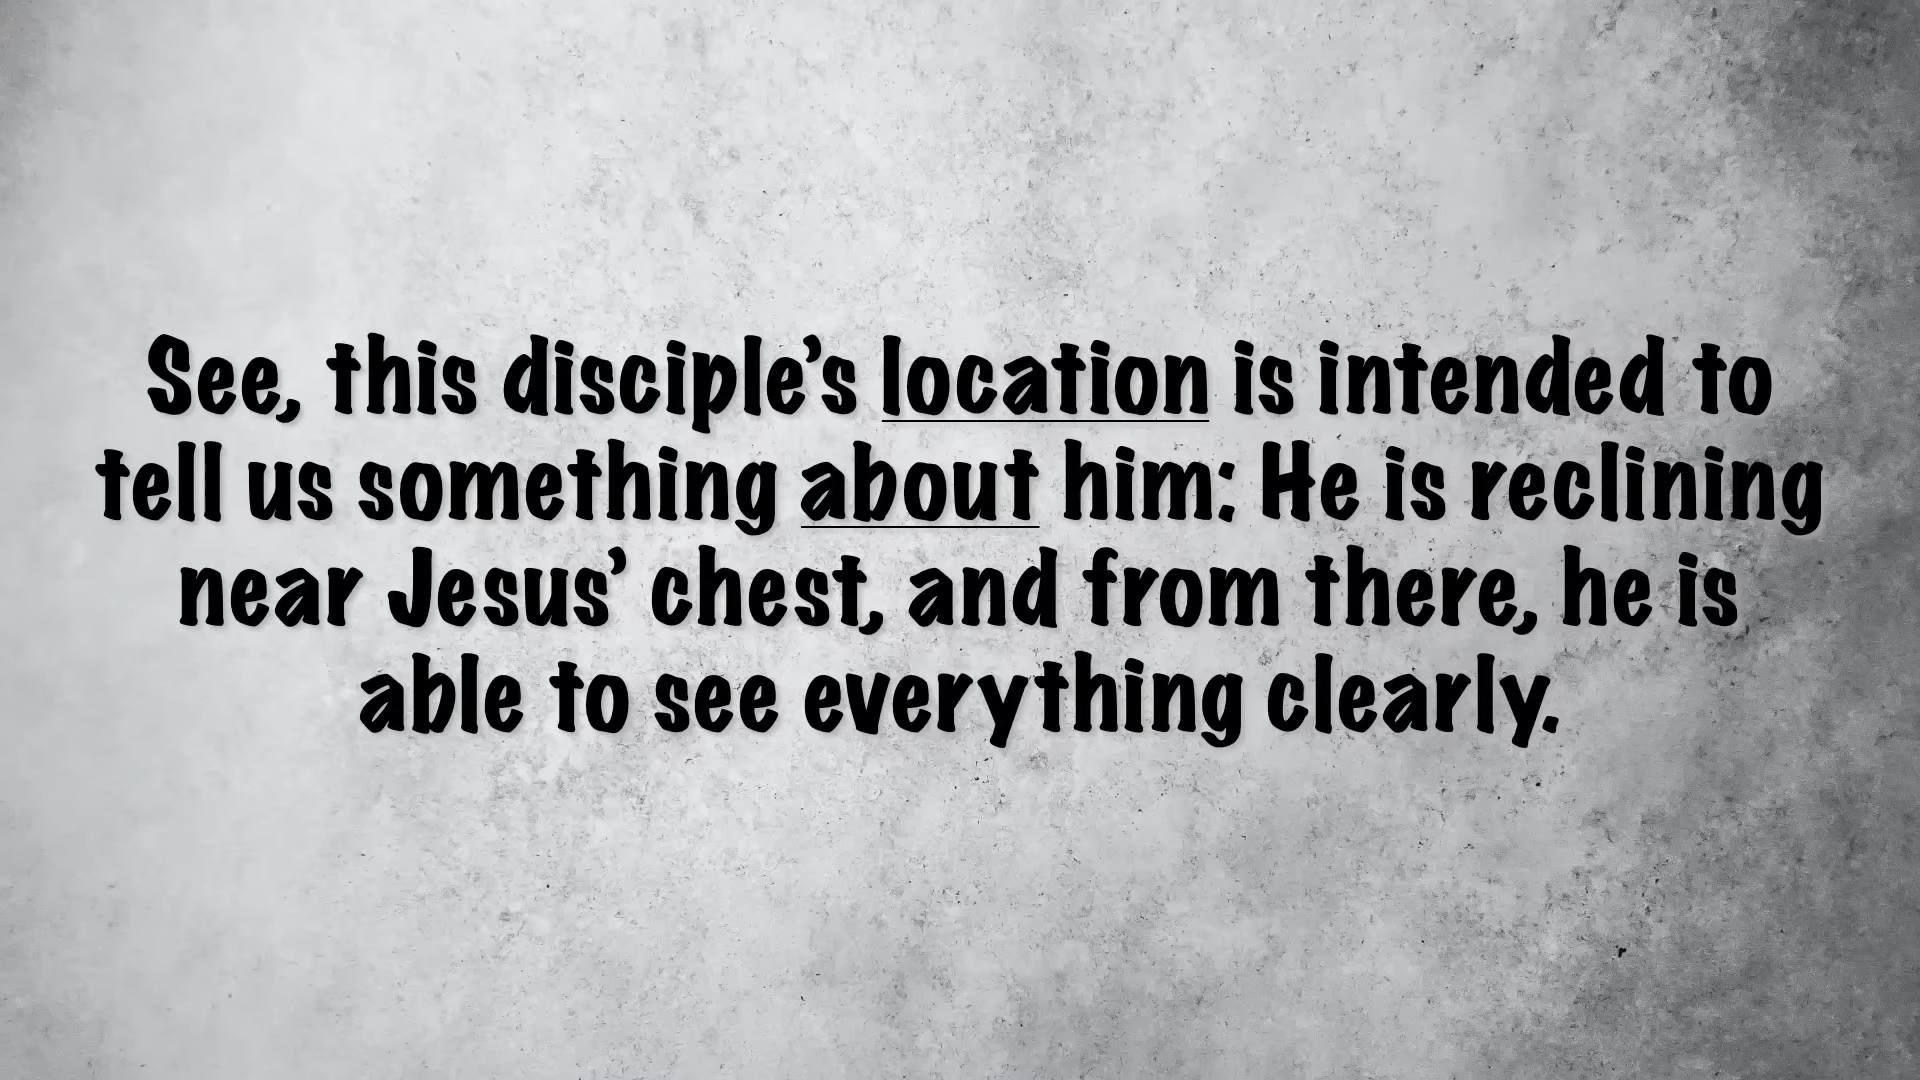 See, this disciple’s location is intended to
tell us something about him: He is reclining
near Jesus’ chest, and from there, he is
able to see everything clearly.